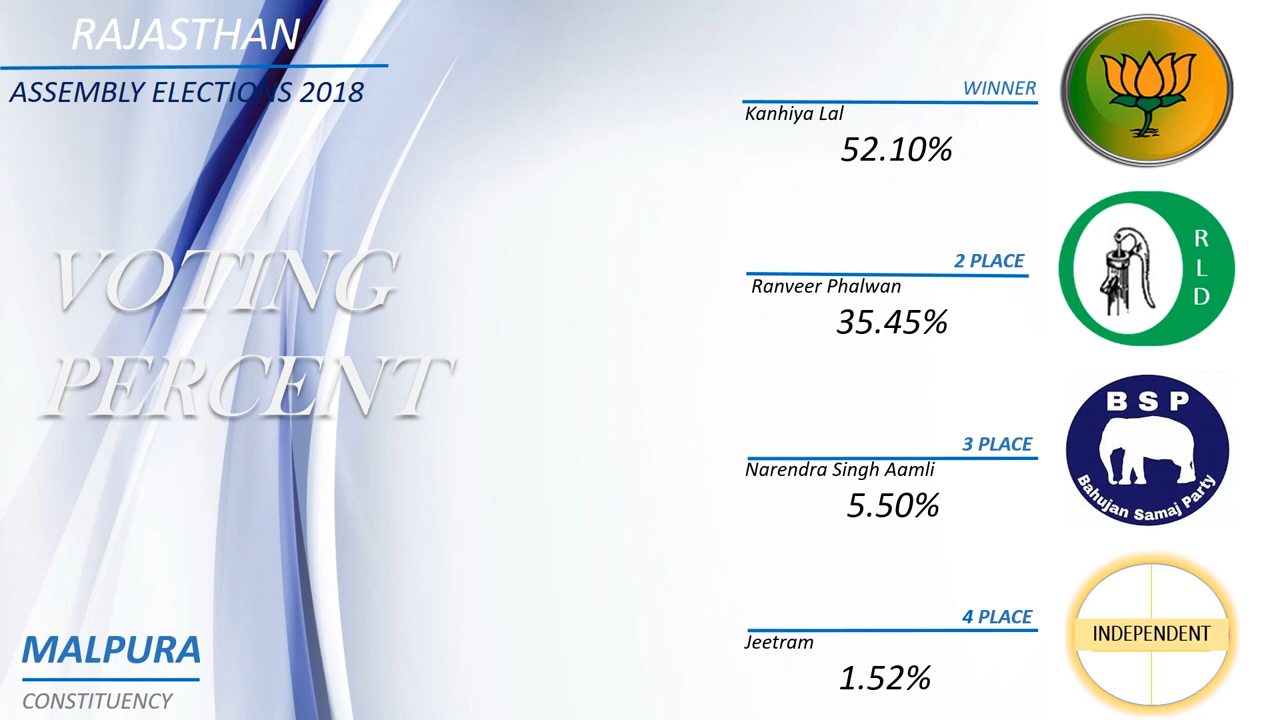 RAJASTHAN
ASSEMBLY ELECTIONS 2018
VOTING
PERCENT
MALPURA
CONSTITUENCY
WINNER
Kanhiya Lal
52.10%
2 PLACE
Ranveer Phalwan
35.45%
R
L
D
3 PLACE
Narendra Singh Aamli
5.50%
BSP
Bahujan Samaj Party
4 PLACE
Jeetram
1.52%
INDEPENDENT